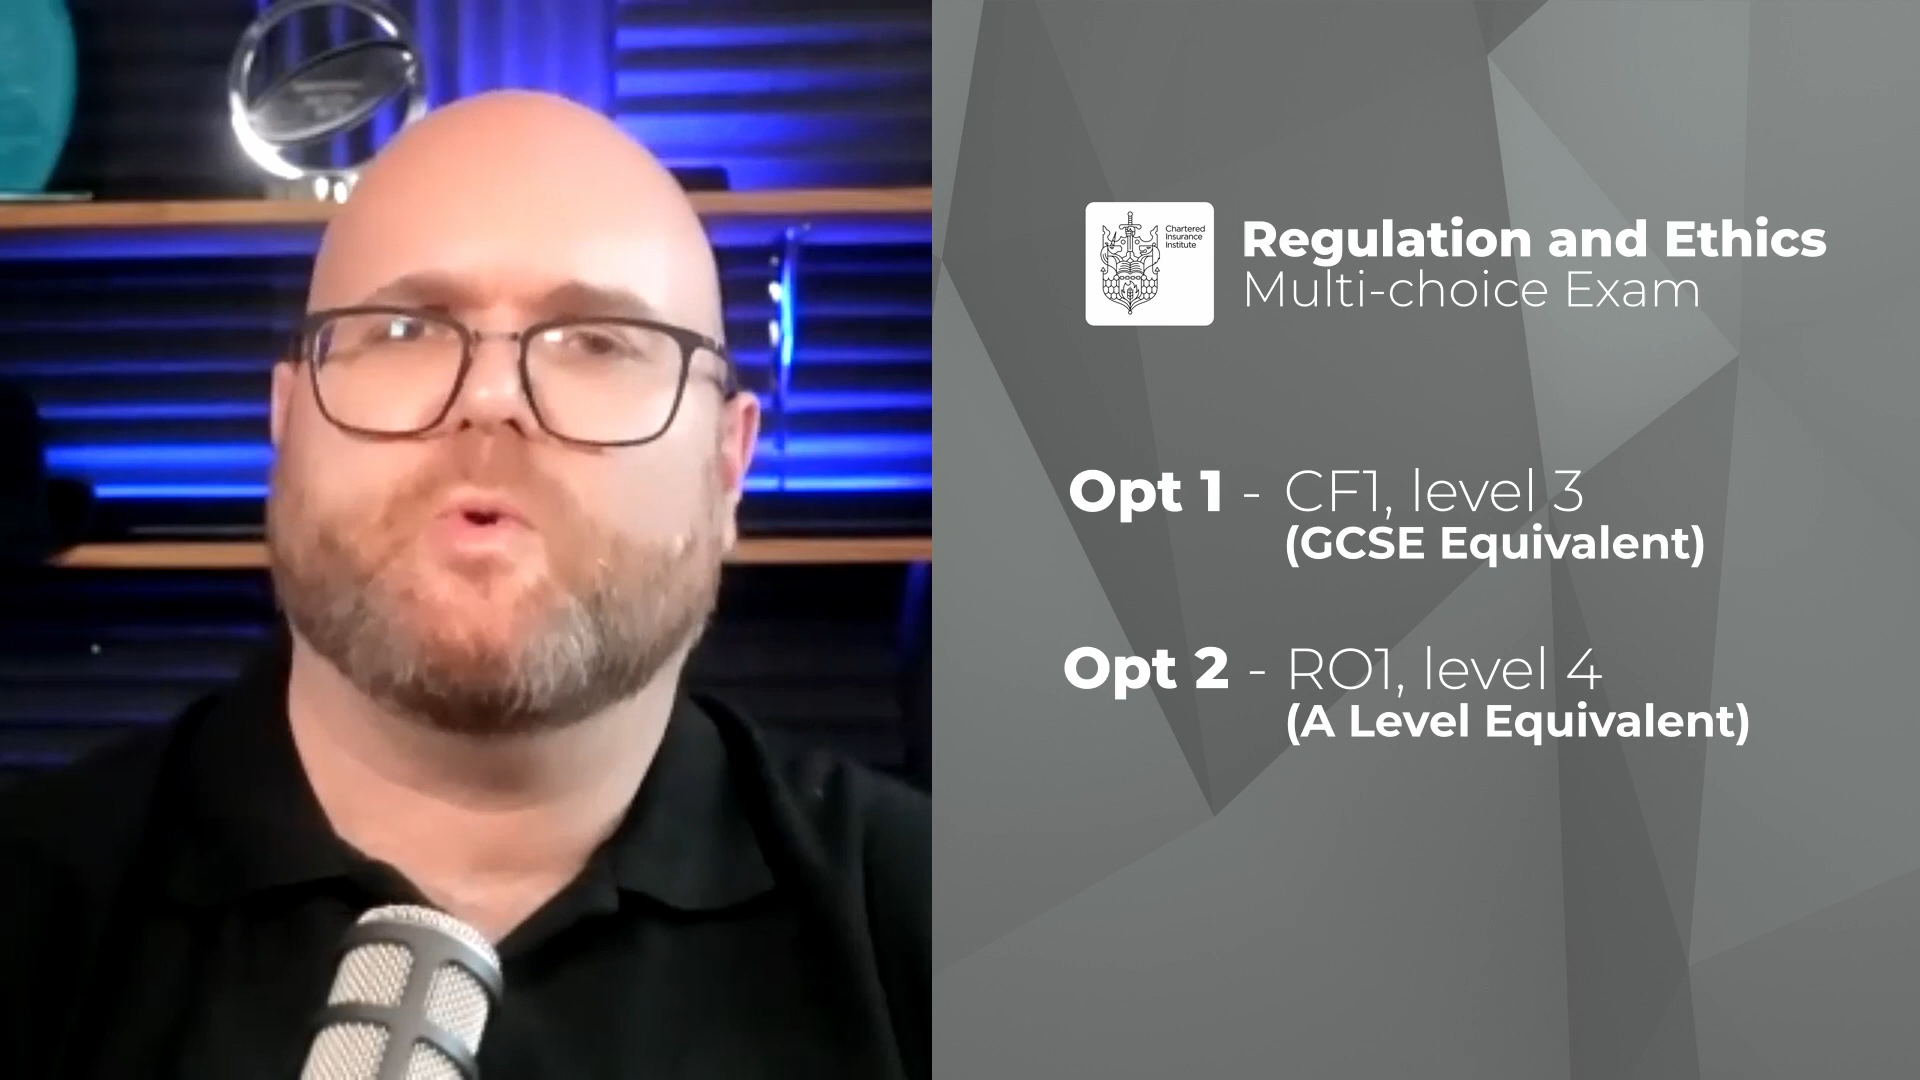 Chartered
Insurance
Institute
Regulation and Ethics
Multi-choice Exam
Opt 1 - CF1, level 3
(GCSE Equivalent)
Opt 2 - RO1, level 4
(A Level Equivalent)